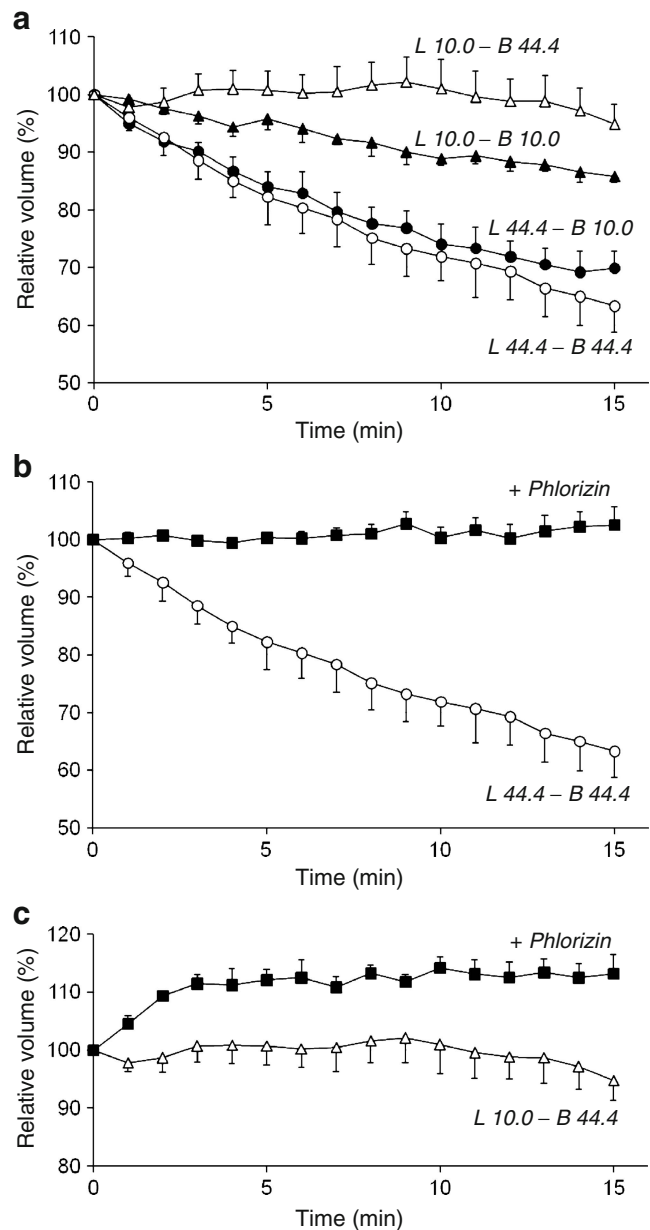 a
110
L 10.0 – B 44.4
100
L 10.0 – B 10.0
90
80
L 44.4 – B 10.0
70
60
L 44.4 – B 44.4
50
Relative volume (%)
0 5 10 15
Time (min)
b
110
+ Phlorizin
100
90
80
70
60
L 44.4 – B 44.4
50
Relative volume (%)
0 5 10 15
Time (min)
c
120
+ Phlorizin
110
100
90
L 10.0 – B 44.4
80
Relative volume (%)
0 5 10 15
Time (min)